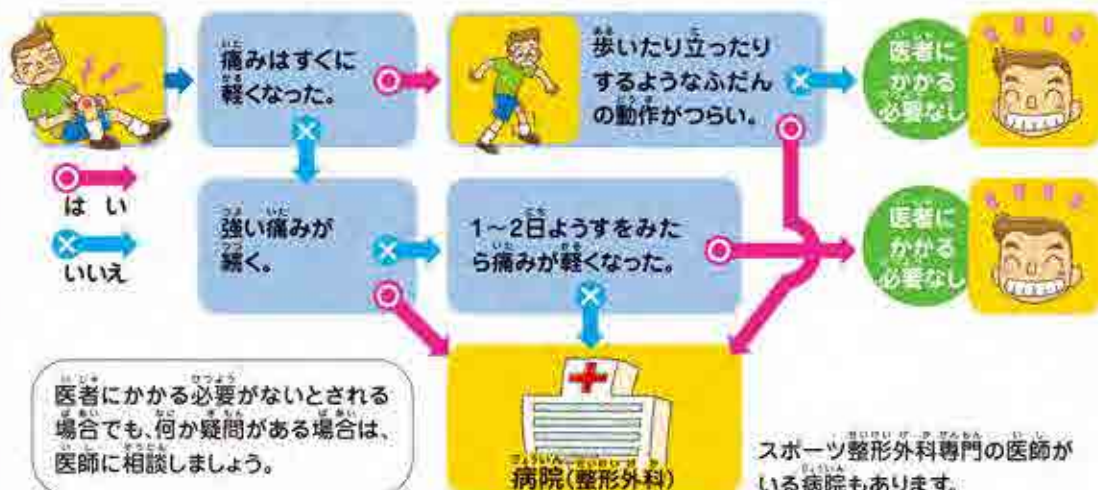 痛みはすぐに
軽くなった。
歩いたり立ったり
するようなふだん
の動作がつらい。
医者に
かかる
必要なし
はい
いいえ
強い痛みが
続く。
1～2日ようすをみた
ら痛みが軽くなった。
医者に
かかる
必要なし
医者にかかる必要がないとされる
場合でも、何か疑問がある場合は、
医師に相談しましょう。
病院(整形外科)
スポーツ整形外科専門の医師が
いる病院もあります。